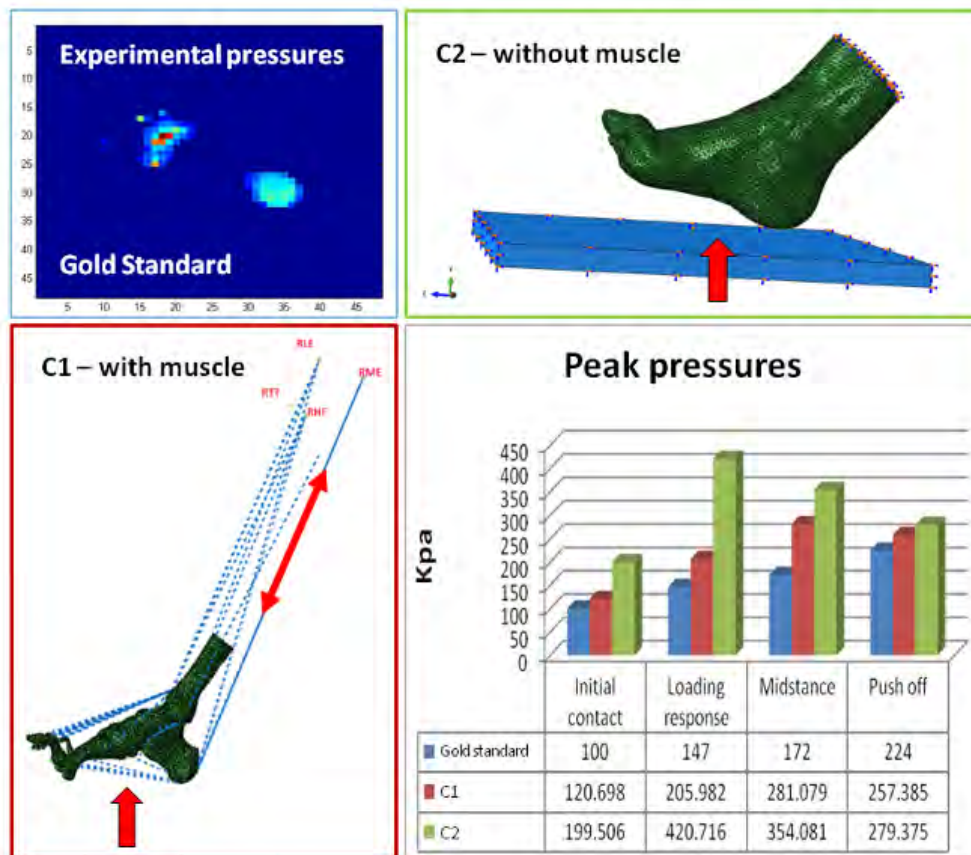 Experimental pressures
Gold Standard
5
10
15
20
25
30
35
40
45
5 10 15 20 25 30 35 40 45
C2 – without muscle
C1 – with muscle
RLE
RME
RTT
RHF
Peak pressures
Kpa
450
400
350
300
250
200
150
100
50
0
Initial contact Loading response Midstance Push off
Gold standard 100 147 172 224
C1 120.698 205.982 281.079 257.385
C2 199.506 420.716 354.081 279.375